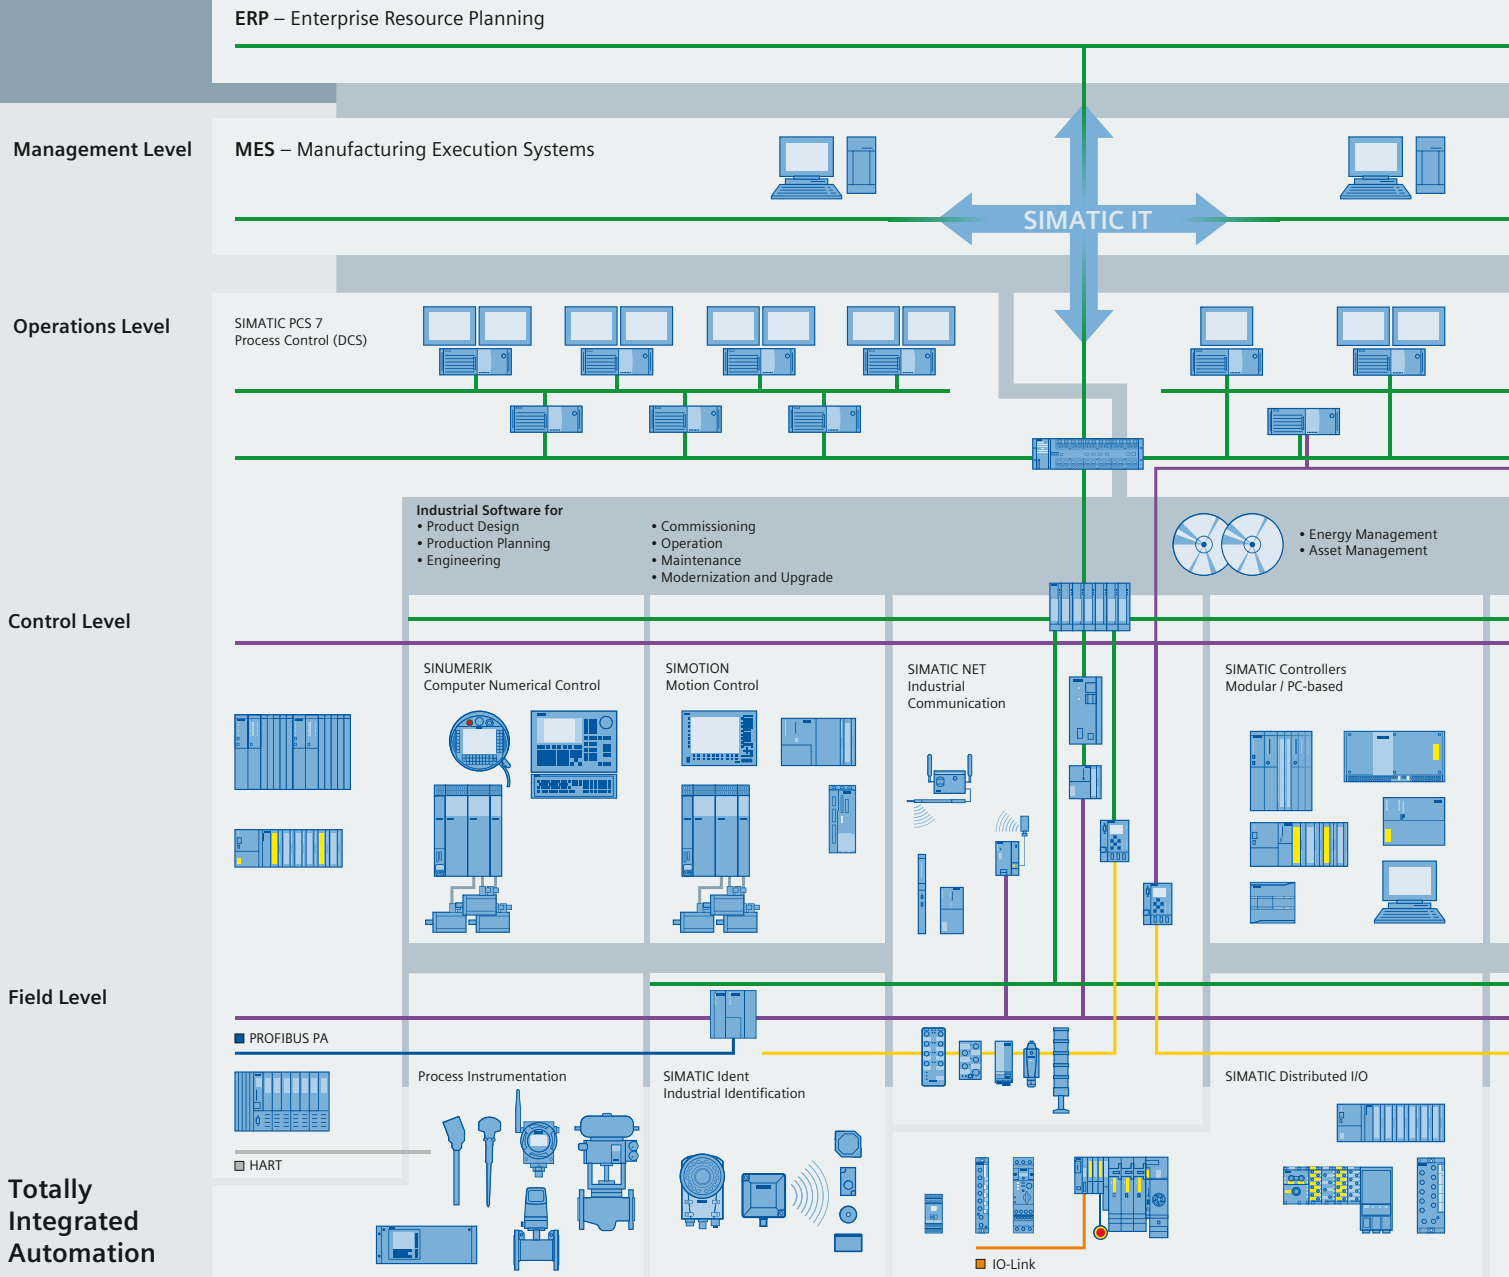 ERP – Enterprise Resource Planning
Management Level
MES – Manufacturing Execution Systems
SIMATIC IT
Operations Level
SIMATIC PCS 7
Process Control (DCS)
Industrial Software for
• Product Design
• Production Planning
• Engineering
• Commissioning
• Operation
• Maintenance
• Modernization and Upgrade
• Energy Management
• Asset Management
Control Level
SINUMERIK
Computer Numerical Control
SIMOTION
Motion Control
SIMATIC NET
Industrial
Communication
SIMATIC Controllers
Modular / PC-based
Field Level
PROFIBUS PA
Process Instrumentation
SIMATIC Ident
Industrial Identification
SIMATIC Distributed I/O
HART
IO-Link
Totally
Integrated
Automation